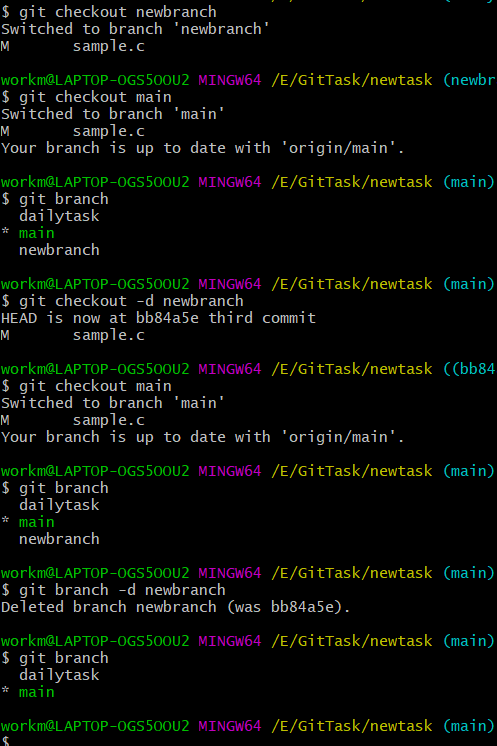 $ git checkout newbranch
Switched to branch 'newbranch'
M       sample.c
workm@LAPTOP-OGS5OOU2 MINGW64 /E/GitTask/newtask (newbr
$ git checkout main
Switched to branch 'main'
M       sample.c
Your branch is up to date with 'origin/main'.
workm@LAPTOP-OGS5OOU2 MINGW64 /E/GitTask/newtask (main)
$ git branch
  dailytask
* main
  newbranch
workm@LAPTOP-OGS5OOU2 MINGW64 /E/GitTask/newtask (main)
$ git checkout -d newbranch
HEAD is now at bb84a5e third commit
M       sample.c
workm@LAPTOP-OGS5OOU2 MINGW64 /E/GitTask/newtask ((bb84
$ git checkout main
Switched to branch 'main'
M       sample.c
Your branch is up to date with 'origin/main'.
workm@LAPTOP-OGS5OOU2 MINGW64 /E/GitTask/newtask (main)
$ git branch
  dailytask
* main
  newbranch
workm@LAPTOP-OGS5OOU2 MINGW64 /E/GitTask/newtask (main)
$ git branch -d newbranch
Deleted branch newbranch (was bb84a5e).
workm@LAPTOP-OGS5OOU2 MINGW64 /E/GitTask/newtask (main)
$ git branch
  dailytask
* main
workm@LAPTOP-OGS5OOU2 MINGW64 /E/GitTask/newtask (main)
$